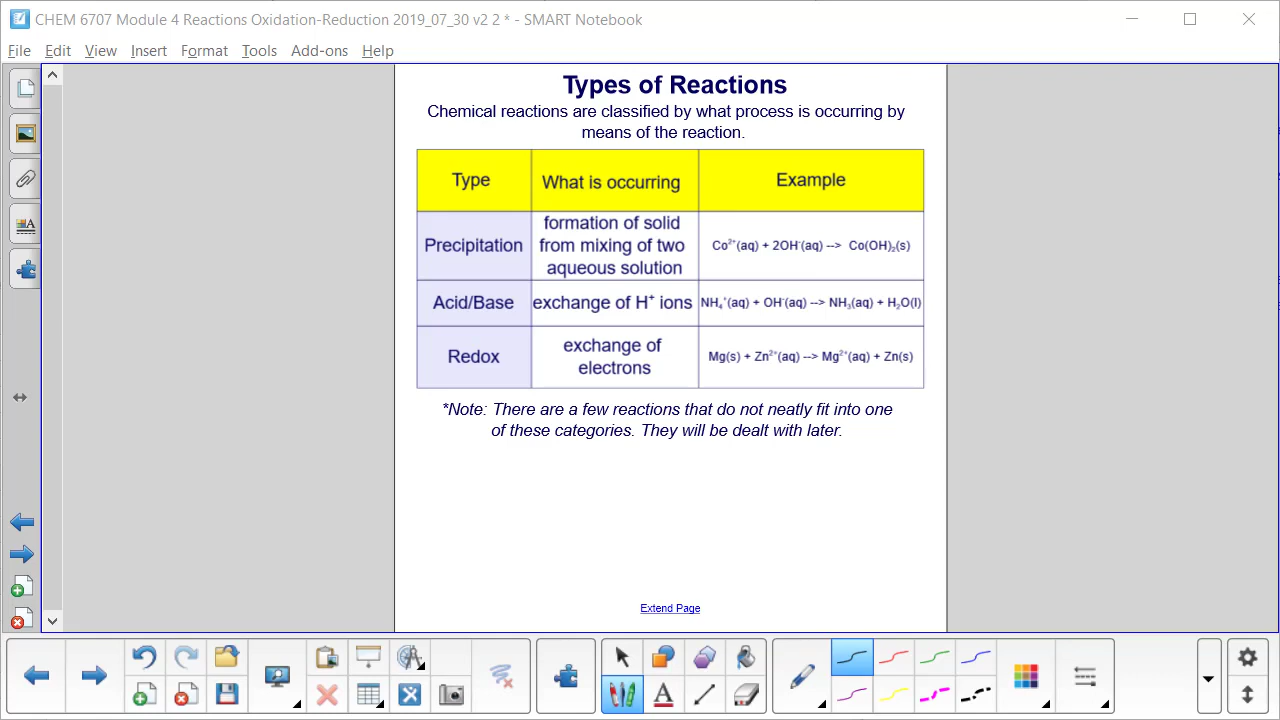 CHEM 6707 Module 4 Reactions Oxidation-Reduction 2019_07_30 v2 2 * - SMART Notebook
File Edit View Insert Format Tools Add-ons Help
Types of Reactions
Chemical reactions are classified by what process is occurring by
means of the reaction.
Type What is occurring Example
Precipitation
formation of solid
from mixing of two
aqueous solution
Co²⁺(aq) + 2OH⁻(aq) --> Co(OH)₂(s)
Acid/Base exchange of H⁺ ions NH₄⁺(aq) + OH⁻(aq) --> NH₃(aq) + H₂O(l)
Redox
exchange of
electrons
Mg(s) + Zn²⁺(aq) --> Mg²⁺(aq) + Zn(s)
*Note: There are a few reactions that do not neatly fit into one
of these categories. They will be dealt with later.
Extend Page